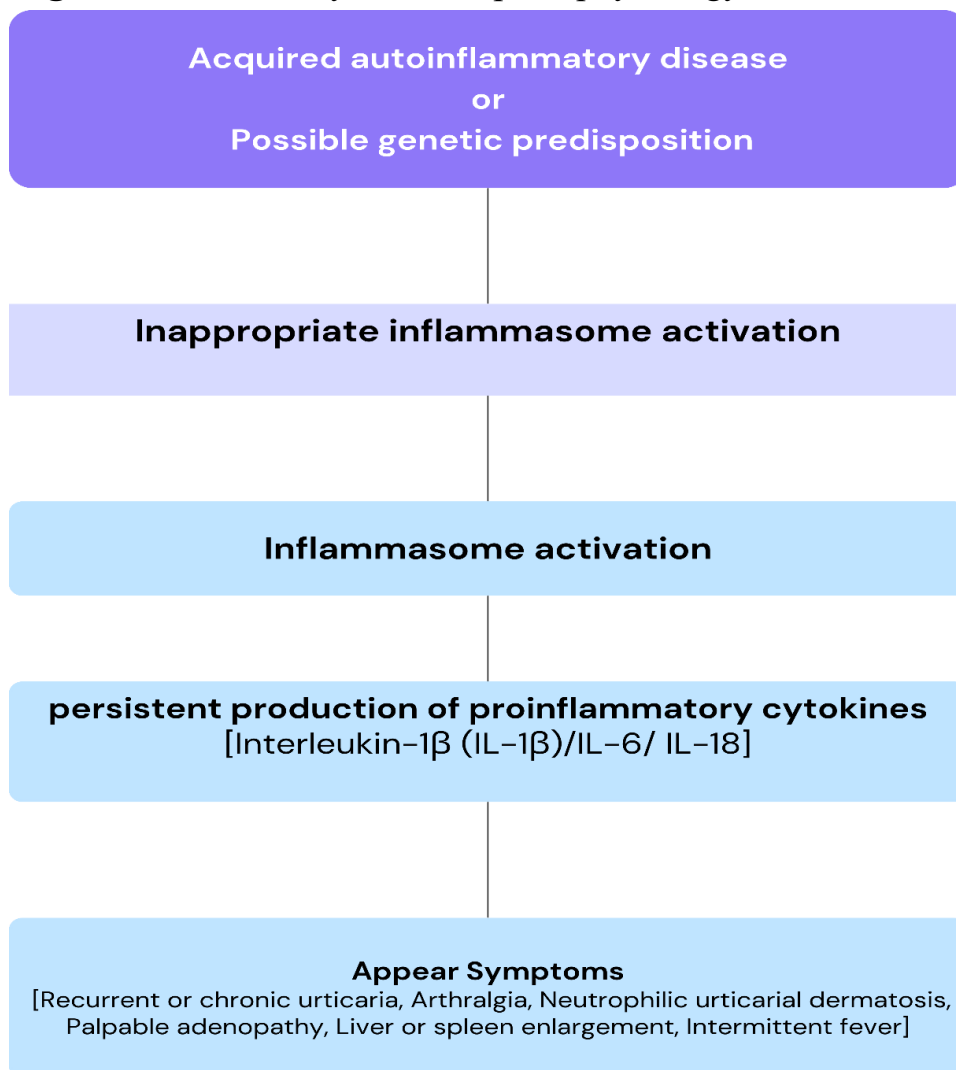 Acquired autoinflammatory disease
or
Possible genetic predisposition
Inappropriate inflammasome activation
Inflammasome activation
persistent production of proinflammatory cytokines
[Interleukin-1β (IL-1β)/IL-6/ IL-18]
Appear Symptoms
[Recurrent or chronic urticaria, Arthralgia, Neutrophilic urticarial dermatosis,
Palpable adenopathy, Liver or spleen enlargement, Intermittent fever]